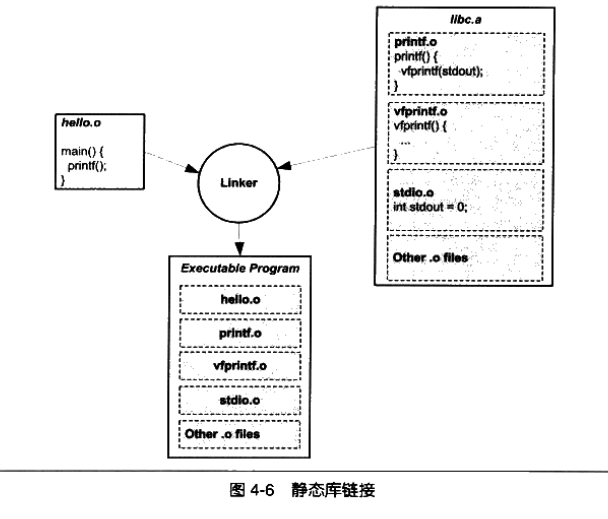 libc.a
printf.o
printf() {
vfprintf(stdout);
}
vfprintf.o
vfprintf() {
...
}
stdio.o
int stdout = 0;
Other .o files
hello.o
main() {
printf();
}
Linker
Executable Program
hello.o
printf.o
vfprintf.o
stdio.o
Other .o files
图 4-6 静态库链接